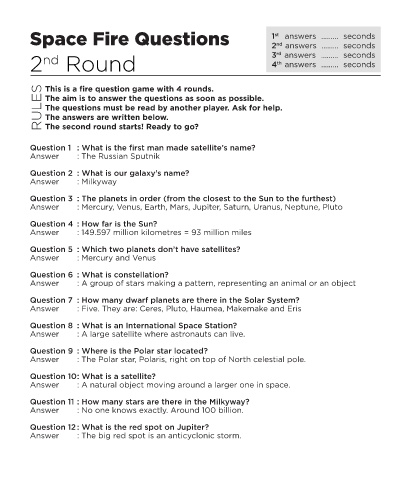 Space Fire Questions
2nd Round
1st answers ........ seconds
2nd answers ........ seconds
3rd answers ........ seconds
4th answers ........ seconds
RULES
This is a fire question game with 4 rounds.
The aim is to answer the questions as soon as possible.
The questions must be read by another player. Ask for help.
The answers are written below.
The second round starts! Ready to go?
Question 1 : What is the first man made satellite's name?
Answer : The Russian Sputnik
Question 2 : What is our galaxy's name?
Answer : Milkyway
Question 3 : The planets in order (from the closest to the Sun to the furthest)
Answer : Mercury, Venus, Earth, Mars, Jupiter, Saturn, Uranus, Neptune, Pluto
Question 4 : How far is the Sun?
Answer : 149.597 million kilometres = 93 million miles
Question 5 : Which two planets don't have satellites?
Answer : Mercury and Venus
Question 6 : What is constellation?
Answer : A group of stars making a pattern, representing an animal or an object
Question 7 : How many dwarf planets are there in the Solar System?
Answer : Five. They are: Ceres, Pluto, Haumea, Makemake and Eris
Question 8 : What is an International Space Station?
Answer : A large satellite where astronauts can live.
Question 9 : Where is the Polar star located?
Answer : The Polar star, Polaris, right on top of North celestial pole.
Question 10: What is a satellite?
Answer : A natural object moving around a larger one in space.
Question 11 : How many stars are there in the Milkyway?
Answer : No one knows exactly. Around 100 billion.
Question 12: What is the red spot on Jupiter?
Answer : The big red spot is an anticyclonic storm.